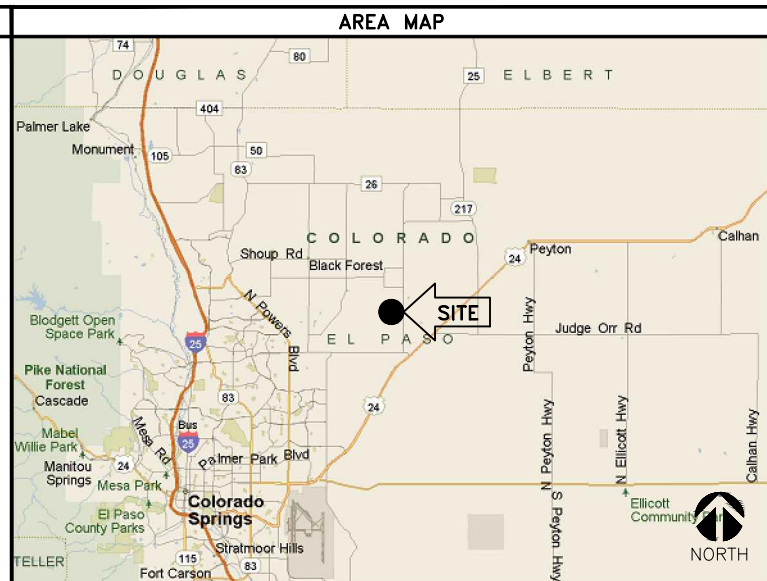 AREA MAP
74
80
DOUGLAS
25
ELBERT
404
Palmer Lake
Monument
105
50
83
26
217
COLORADO
Shoup Rd
Black Forest
24
Peyton
Calhan
N Powers Blvd
SITE
Peyton Hwy
Judge Orr Rd
Blodgett Open
Space Park
25
EL PASO
Pike National
Forest
Cascade
83
24
Mabel
Willie Park
Mesa Rd
Bus
25
Manitou
Springs
24
Palmer Park Blvd
N Peyton Hwy
N Ellicott Hwy
Calhan Hwy
Mesa Park
Colorado
Springs
El Paso
County Parks
S Peyton Hwy
Ellicott
Community Park
Stratmoor Hills
NORTH
TELLER
115
83
Fort Carson